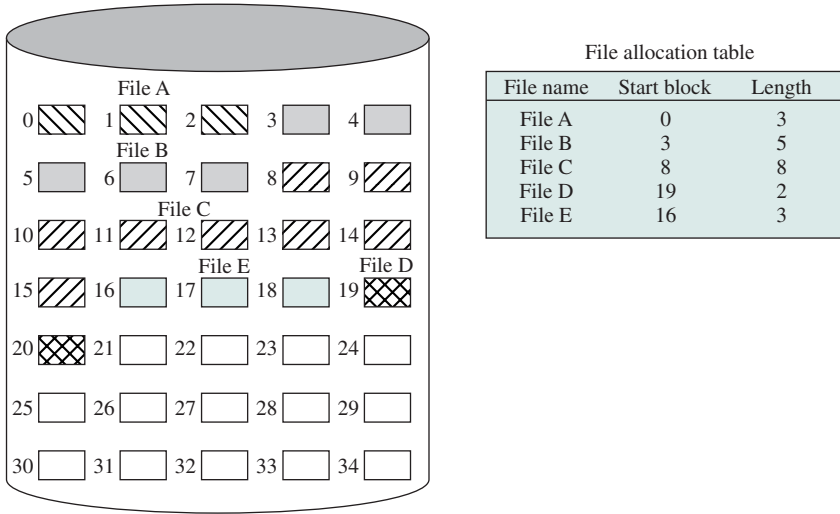 File A
0 1 2 3 4
File B
5 6 7 8 9
File C
10 11 12 13 14
File E File D
15 16 17 18 19
20 21 22 23 24
25 26 27 28 29
30 31 32 33 34
File allocation table
File name Start block Length
File A 0 3
File B 3 5
File C 8 8
File D 19 2
File E 16 3